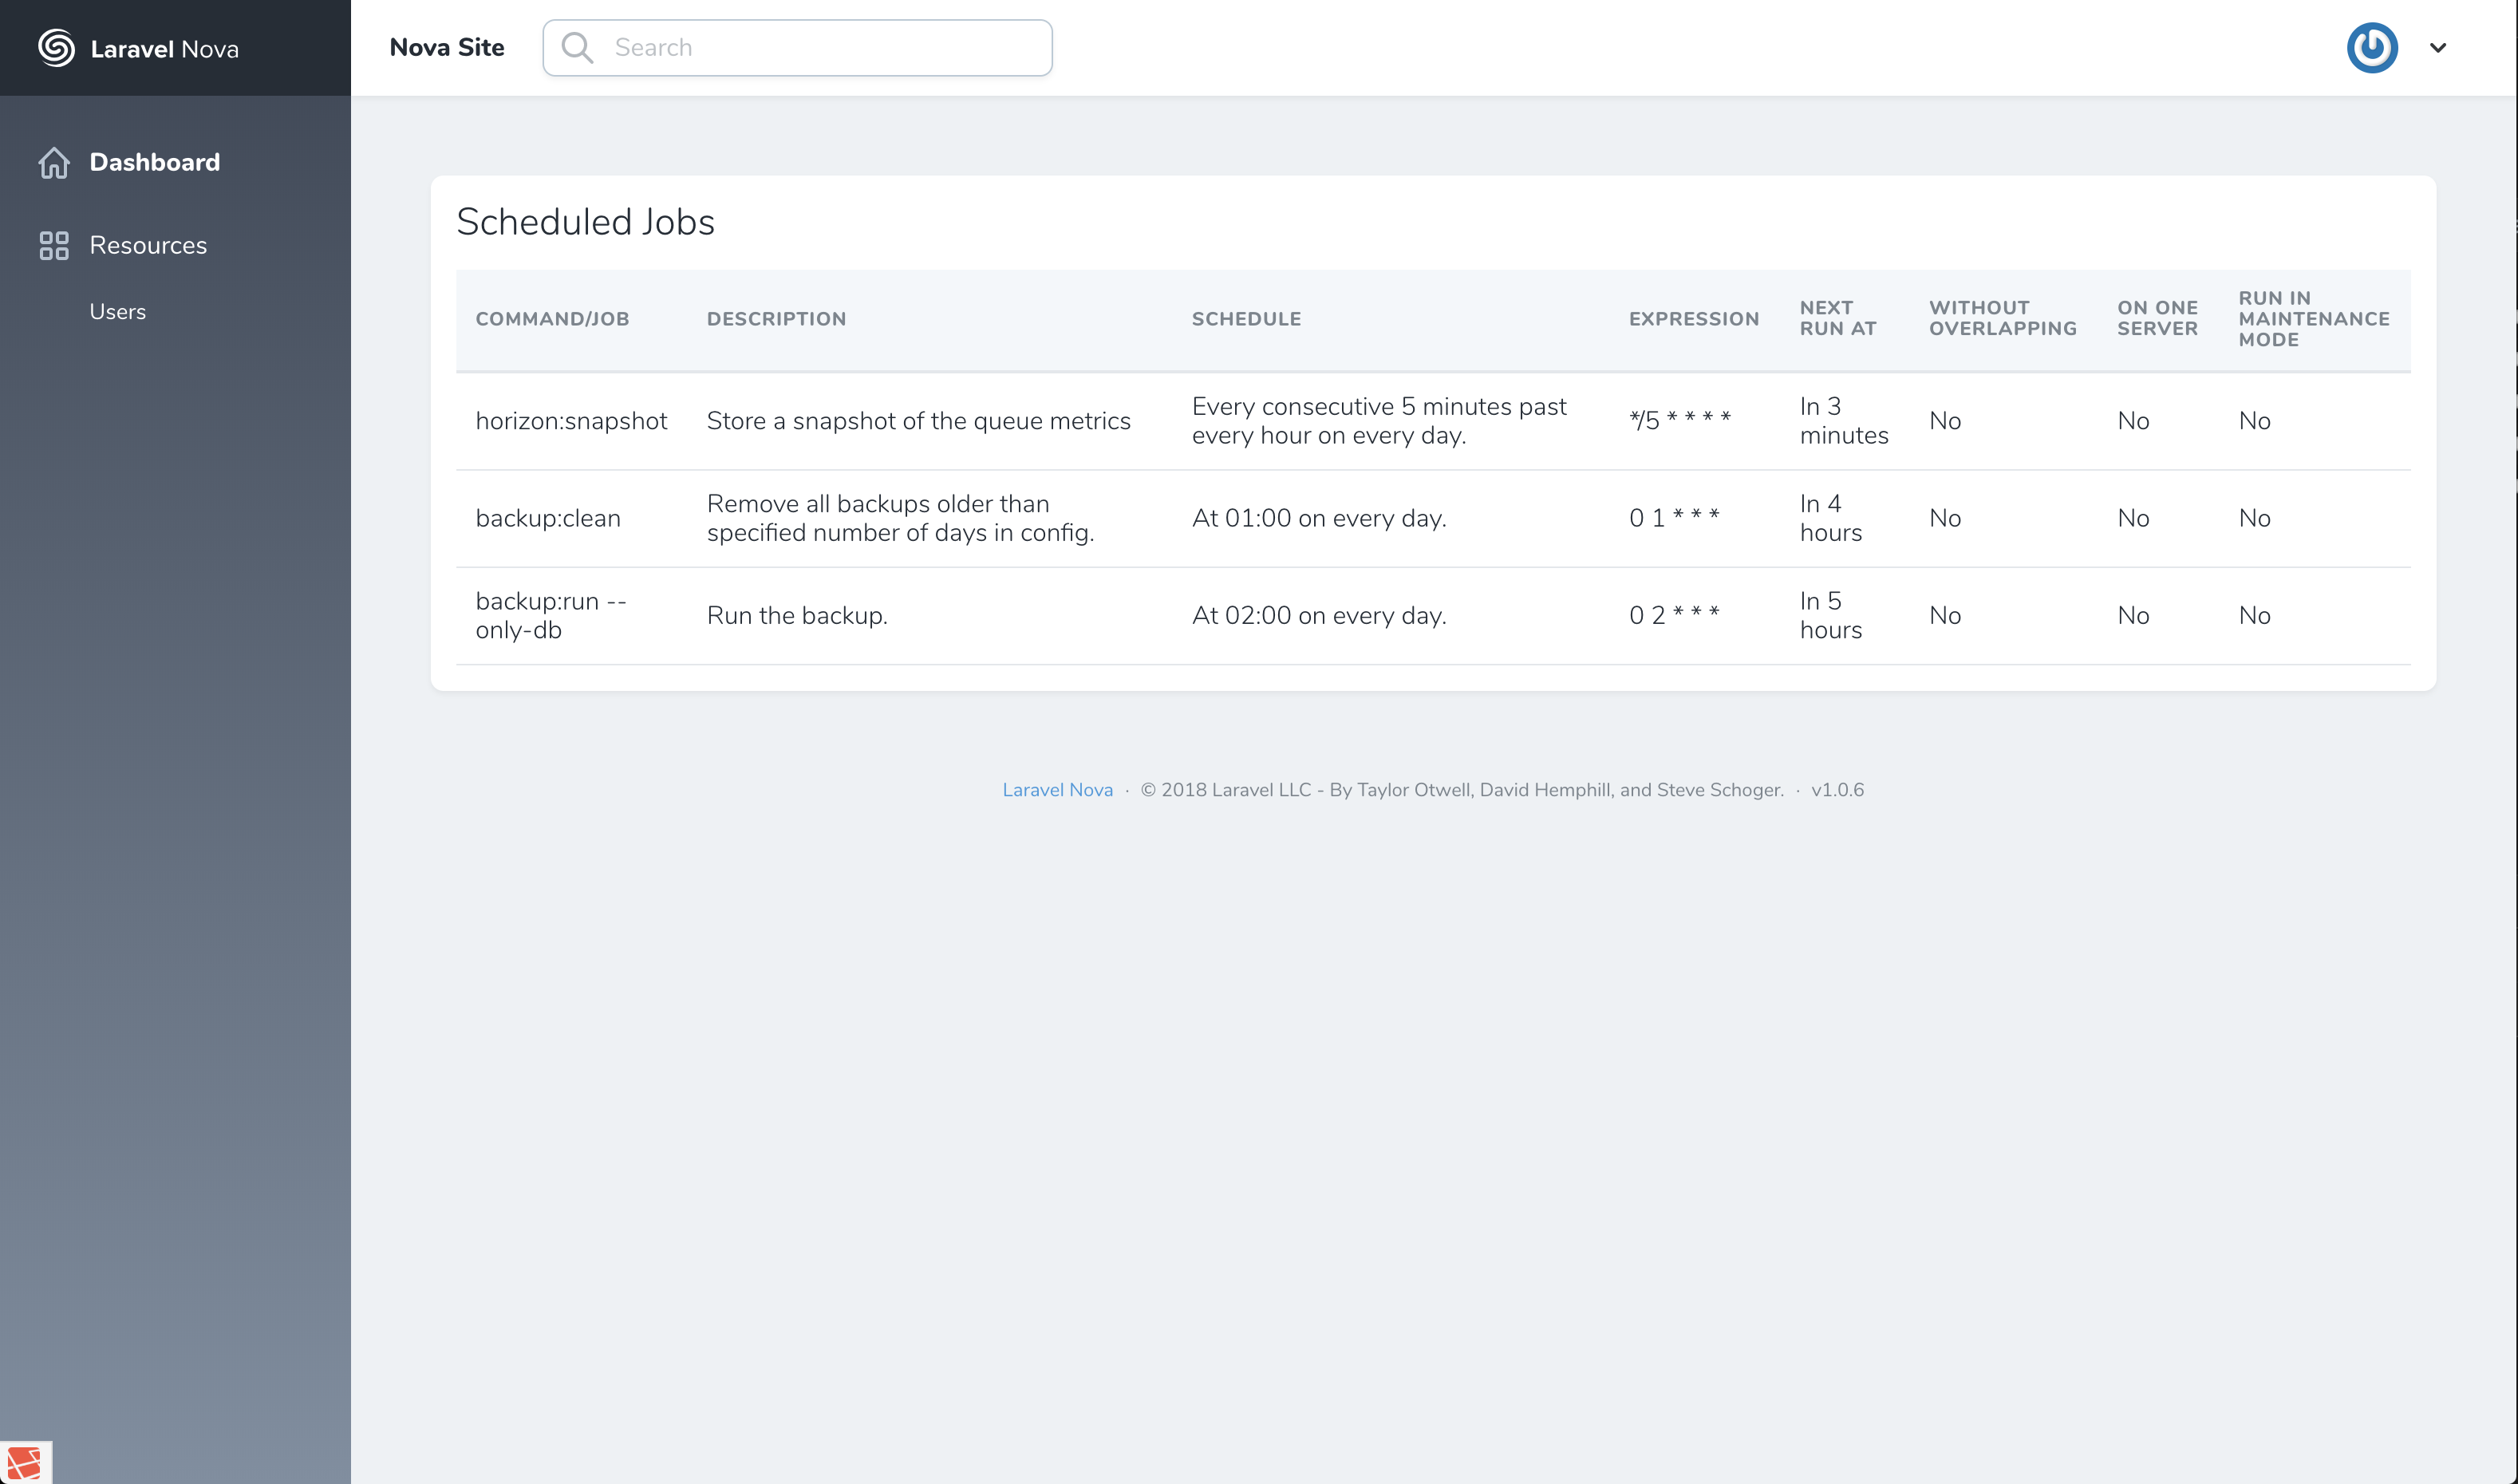 Laravel Nova
Nova Site
Search
Dashboard
Resources
Users
Scheduled Jobs
COMMAND/JOB
DESCRIPTION
SCHEDULE
EXPRESSION
NEXT
RUN AT
WITHOUT
OVERLAPPING
ON ONE
SERVER
RUN IN
MAINTENANCE
MODE
horizon:snapshot
Store a snapshot of the queue metrics
Every consecutive 5 minutes past
every hour on every day.
*/5 * * * *
In 3
minutes
No
No
No
backup:clean
Remove all backups older than
specified number of days in config.
At 01:00 on every day.
0 1 * * *
In 4
hours
No
No
No
backup:run --
only-db
Run the backup.
At 02:00 on every day.
0 2 * * *
In 5
hours
No
No
No
Laravel Nova · © 2018 Laravel LLC - By Taylor Otwell, David Hemphill, and Steve Schoger. · v1.0.6